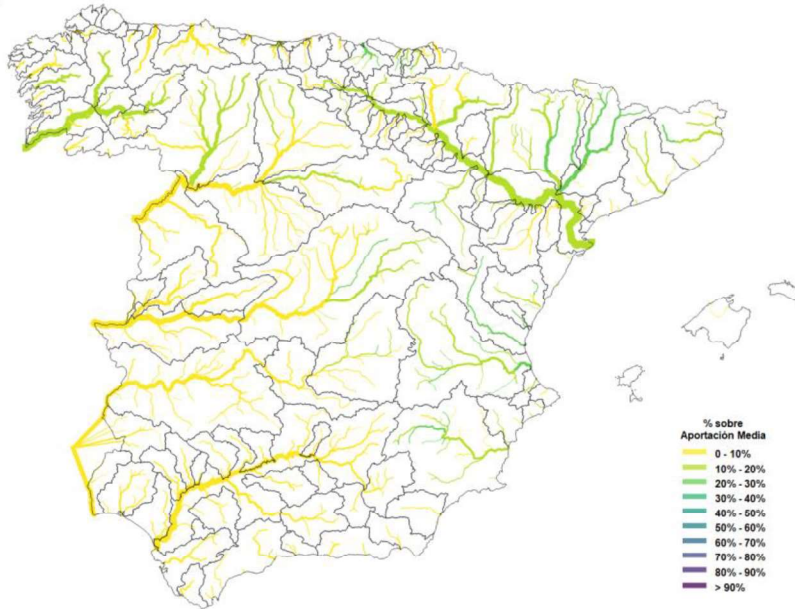 % sobre
Aportación Media
0 - 10%
10% - 20%
20% - 30%
30% - 40%
40% - 50%
50% - 60%
60% - 70%
70% - 80%
80% - 90%
> 90%